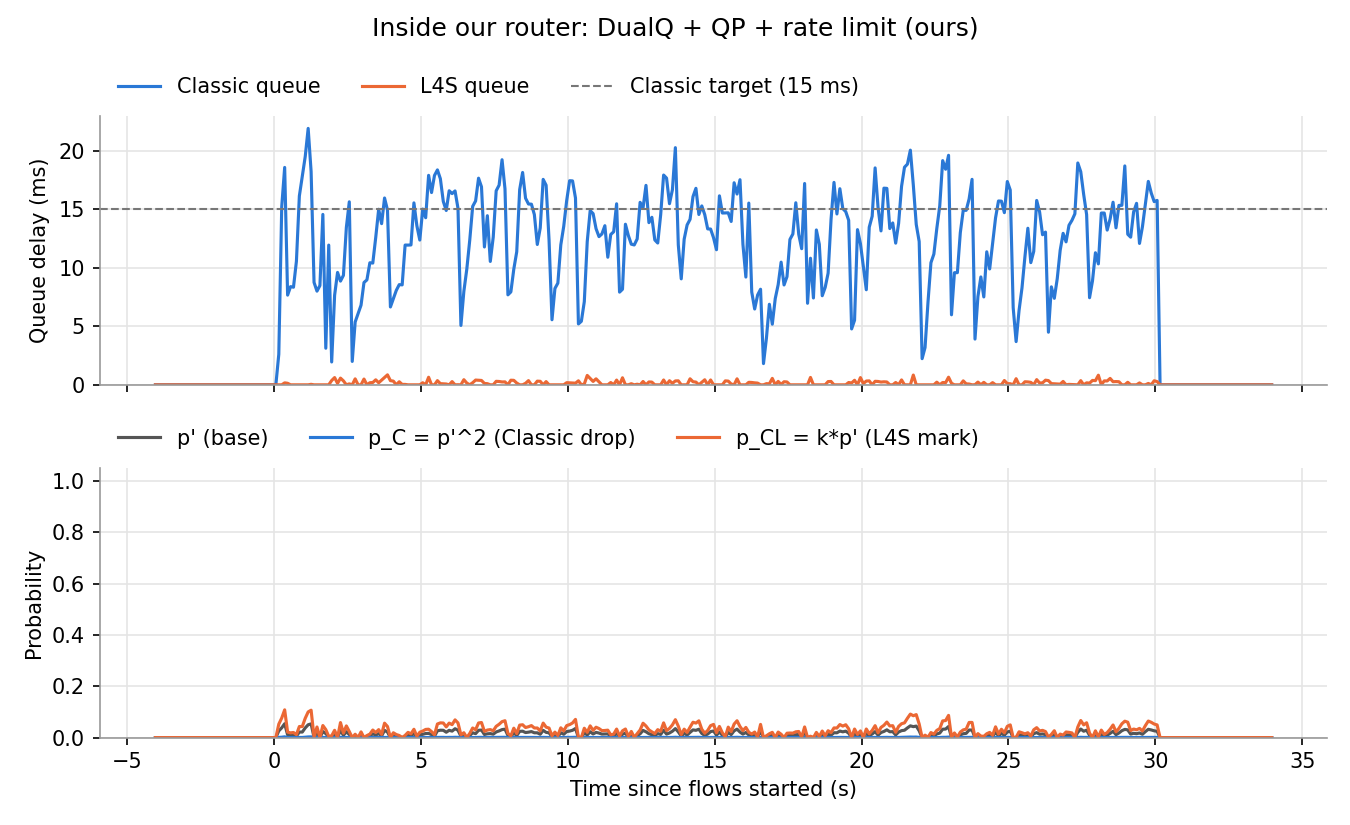 Inside our router: DualQ + QP + rate limit (ours)
Classic queue L4S queue Classic target (15 ms)
Queue delay (ms)
20
15
10
5
0
p' (base) p_C = p'^2 (Classic drop) p_CL = k*p' (L4S mark)
Probability
1.0
0.8
0.6
0.4
0.2
0.0
−5 0 5 10 15 20 25 30 35
Time since flows started (s)